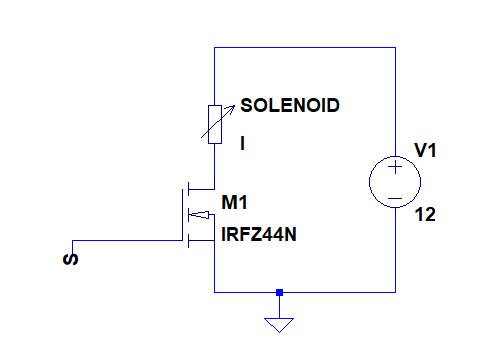 SOLENOID
I
V1
M1
12
IRFZ44N
S